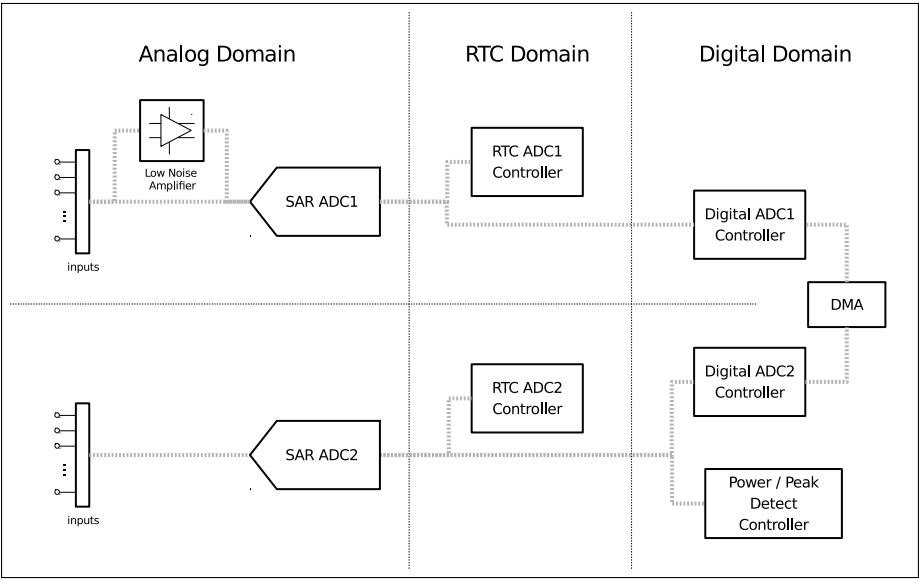 Analog Domain
RTC Domain
Digital Domain
Low Noise
Amplifier
...
inputs
SAR ADC1
RTC ADC1
Controller
Digital ADC1
Controller
DMA
...
inputs
SAR ADC2
RTC ADC2
Controller
Digital ADC2
Controller
Power / Peak
Detect
Controller